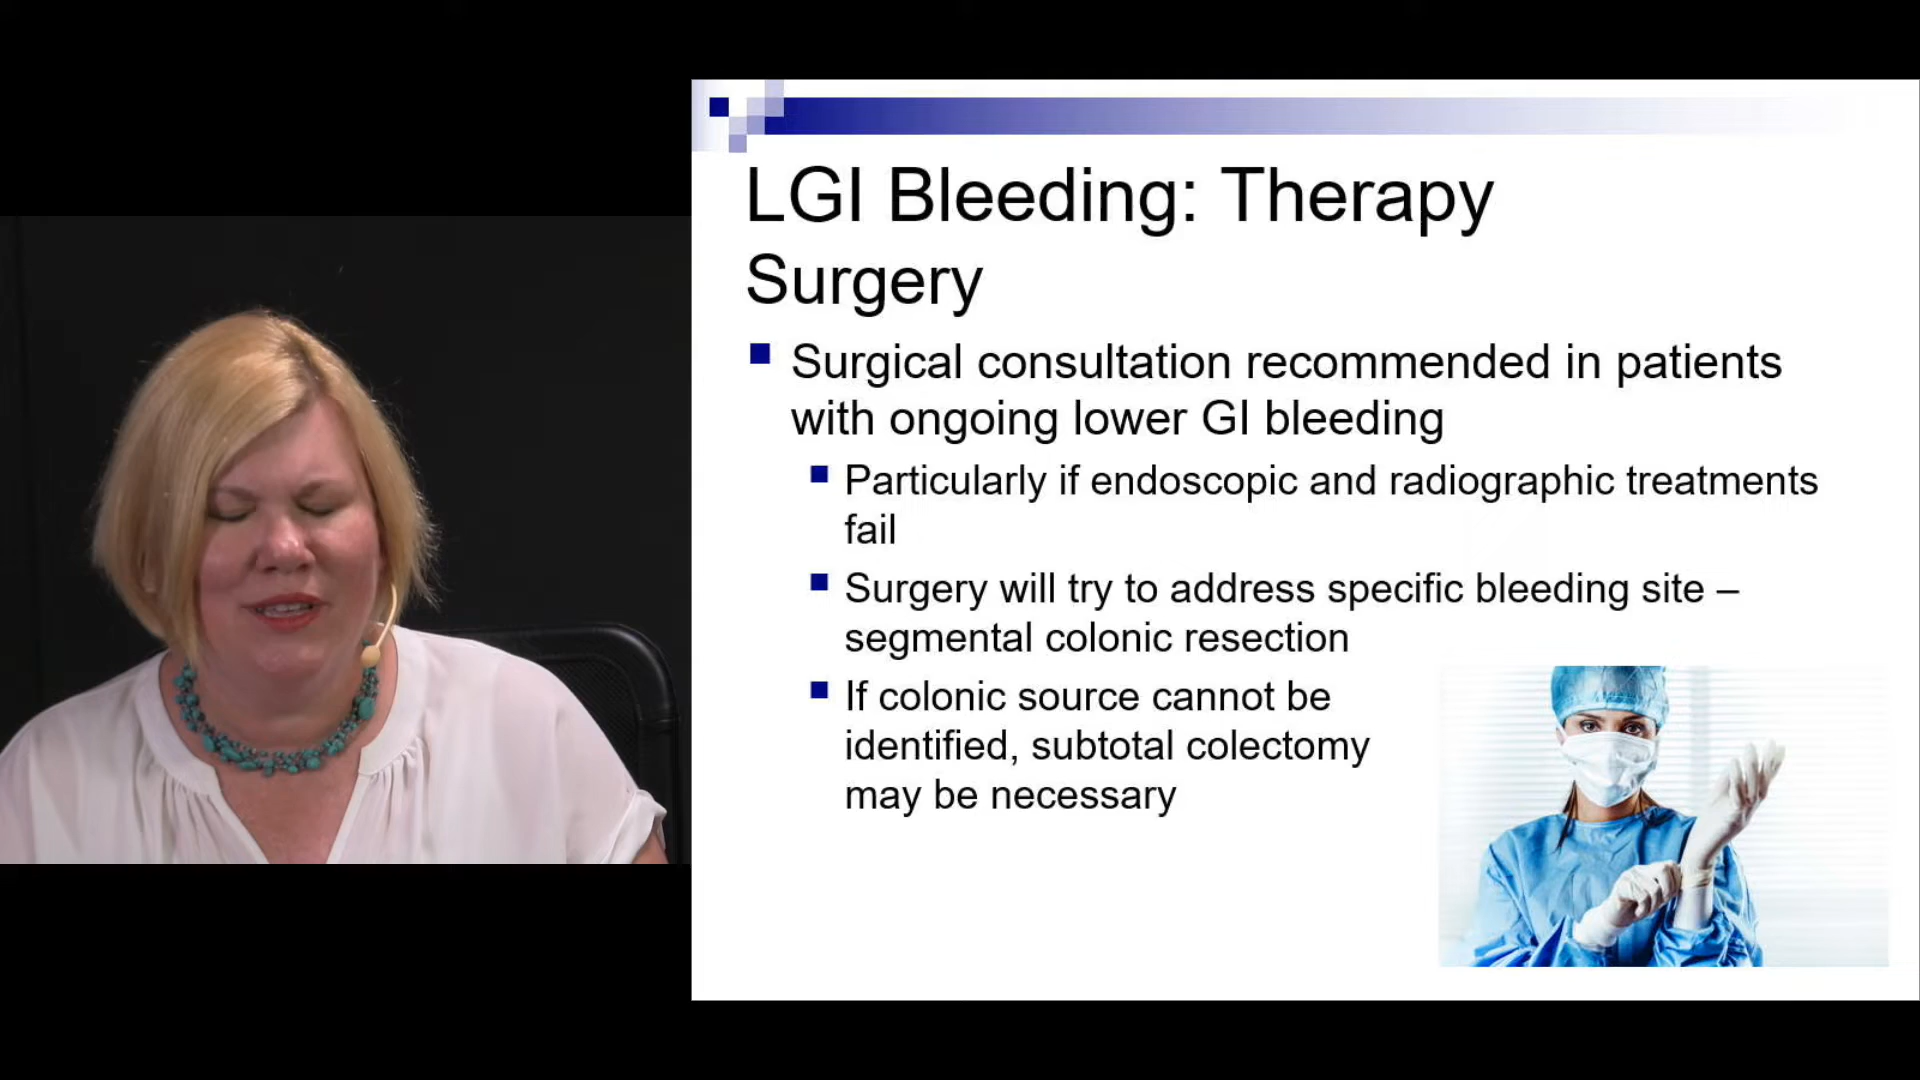 LGI Bleeding: Therapy
Surgery
Surgical consultation recommended in patients
with ongoing lower GI bleeding
Particularly if endoscopic and radiographic treatments
fail
Surgery will try to address specific bleeding site –
segmental colonic resection
If colonic source cannot be
identified, subtotal colectomy
may be necessary